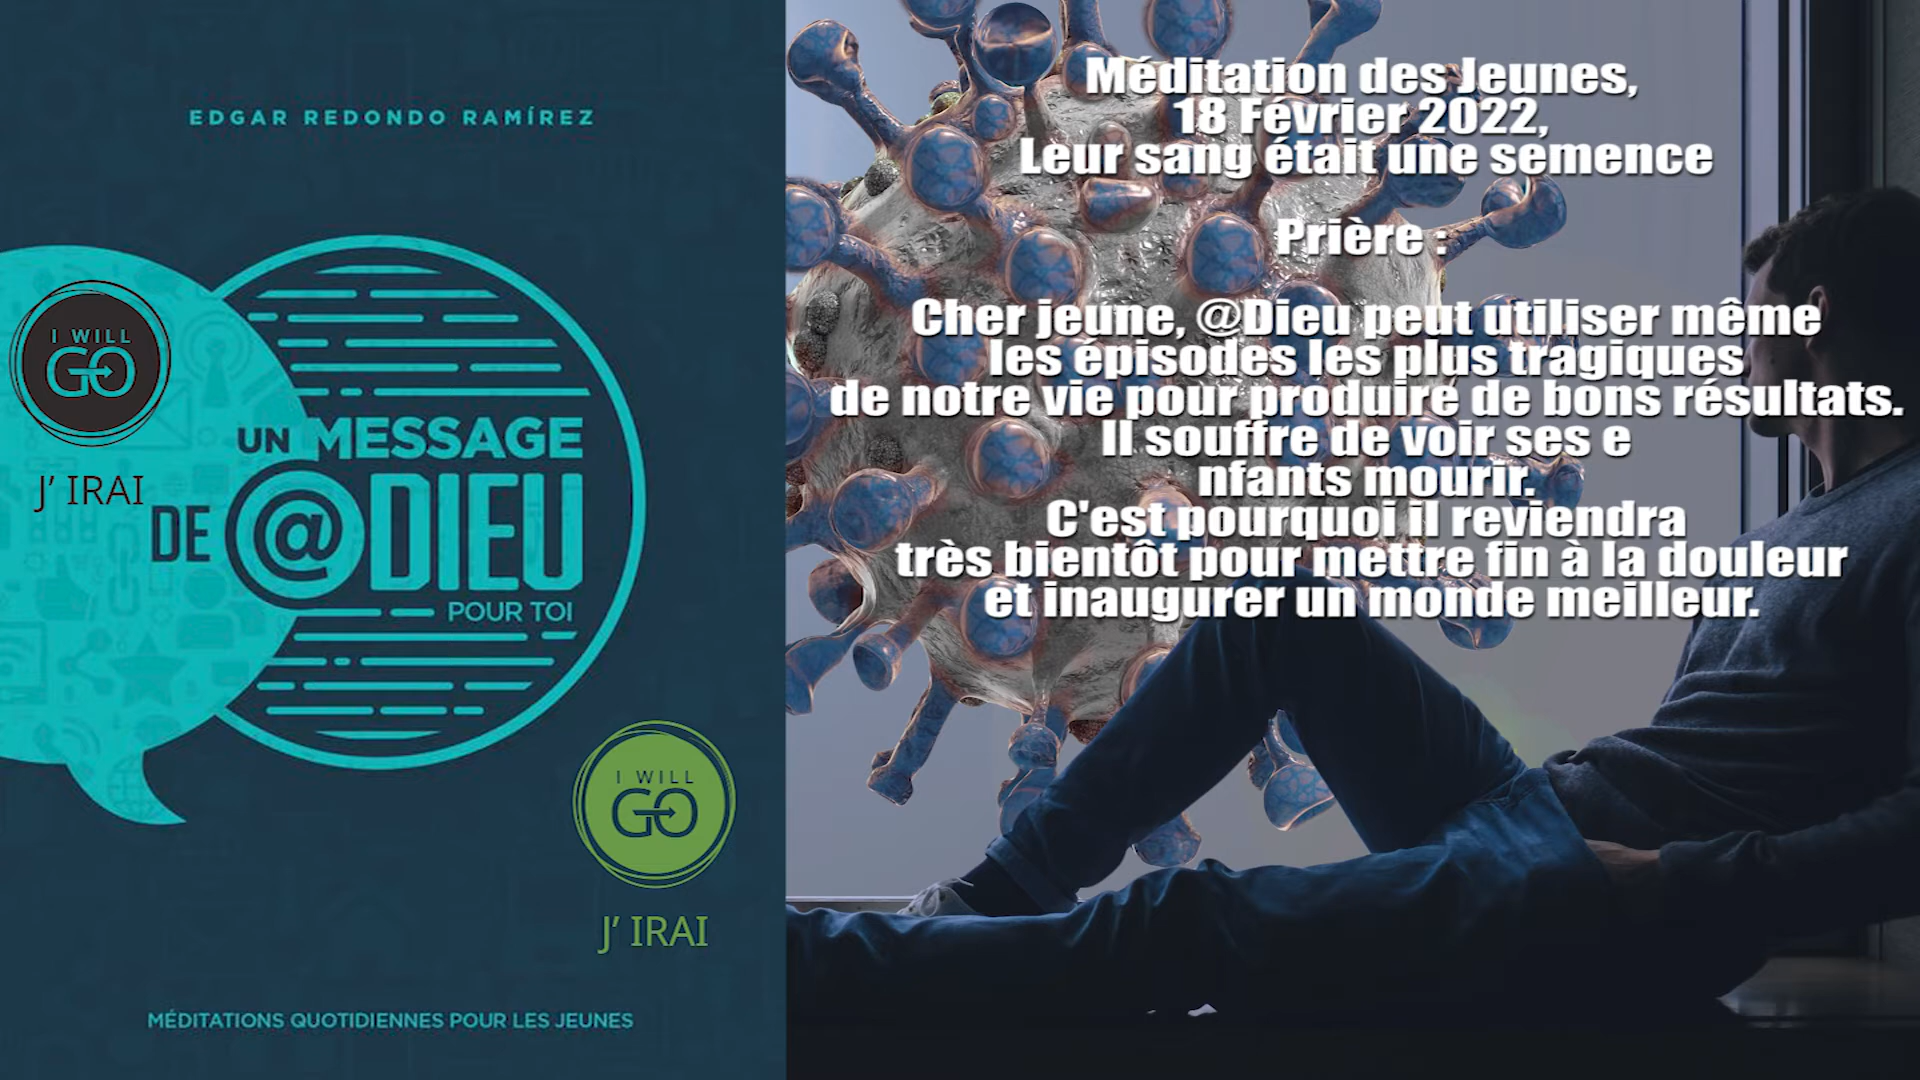 EDGAR REDONDO RAMÍREZ
I WILL
GO
J' IRAI
UN MESSAGE
DE @DIEU
POUR TOI
I WILL
GO
J' IRAI
MÉDITATIONS QUOTIDIENNES POUR LES JEUNES
Méditation des Jeunes,
18 Février 2022,
Leur sang était une semence
Prière :
Cher jeune, @Dieu peut utiliser même
les épisodes les plus tragiques
de notre vie pour produire de bons résultats.
Il souffre de voir ses e
nfants mourir.
C'est pourquoi il reviendra
très bientôt pour mettre fin à la douleur
et inaugurer un monde meilleur.